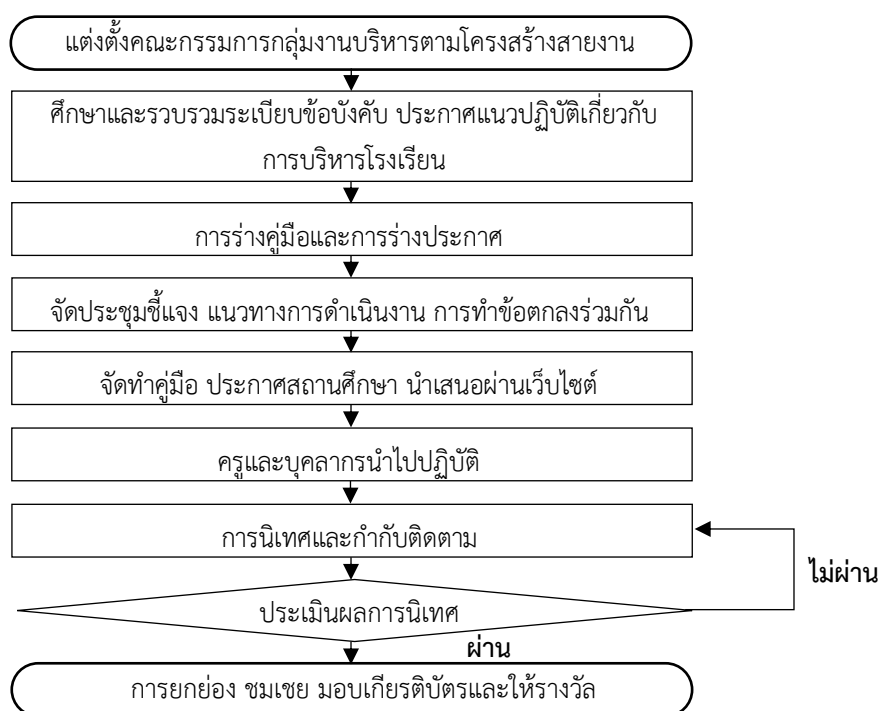 แต่งตั้งคณะกรรมการกลุ่มงานบริหารตามโครงสร้างสายงาน
ศึกษาและรวบรวมระเบียบข้อบังคับ ประกาศแนวปฏิบัติเกี่ยวกับ
การบริหารโรงเรียน
การร่างคู่มือและการร่างประกาศ
จัดประชุมชี้แจง แนวทางการดำเนินงาน การทำข้อตกลงร่วมกัน
จัดทำคู่มือ ประกาศสถานศึกษา นำเสนอผ่านเว็บไซต์
ครูและบุคลากรนำไปปฏิบัติ
การนิเทศและกำกับติดตาม
ไม่ผ่าน
ประเมินผลการนิเทศ
ผ่าน
การยกย่อง ชมเชย มอบเกียรติบัตรและให้รางวัล